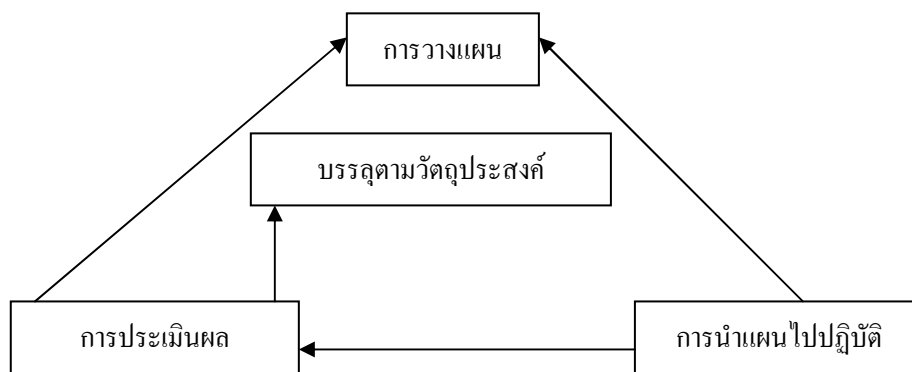 การวางแผน
บรรลุตามวัตถุประสงค์
การประเมินผล
การนำแผนไปปฏิบัติ